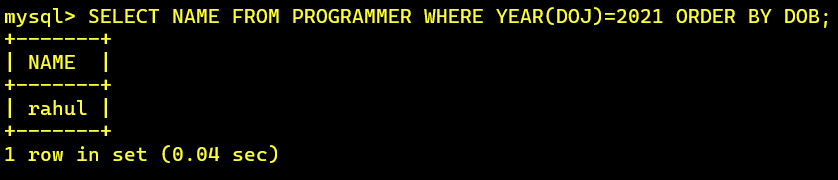 mysql> SELECT NAME FROM PROGRAMMER WHERE YEAR(DOJ)=2021 ORDER BY DOB;
+-------+
| NAME  |
+-------+
| rahul |
+-------+
1 row in set (0.04 sec)